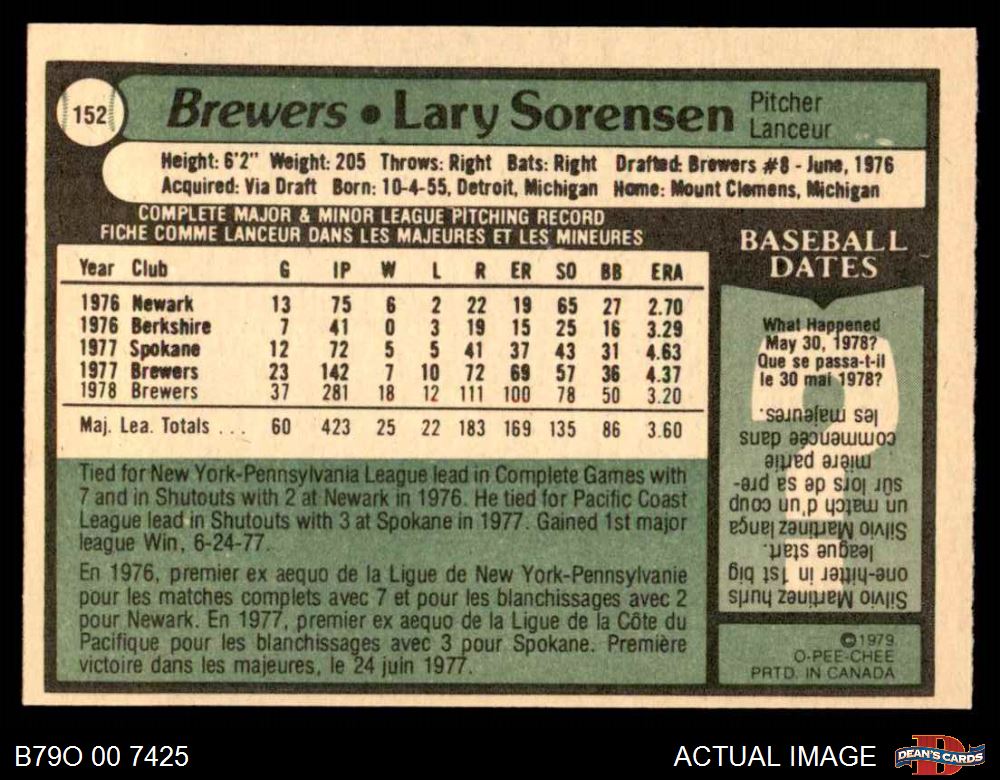 152
Brewers • Lary Sorensen
Pitcher
Lanceur
Height: 6'2" Weight: 205 Throws: Right Bats: Right Drafted: Brewers #8 - June, 1976
Acquired: Via Draft Born: 10-4-55, Detroit, Michigan Home: Mount Clemens, Michigan
COMPLETE MAJOR & MINOR LEAGUE PITCHING RECORD
FICHE COMME LANCEUR DANS LES MAJEURES ET LES MINEURES
Year Club G IP W L R ER SO BB ERA
1976 Newark 13 75 6 2 22 19 65 27 2.70
1976 Berkshire 7 41 0 3 19 15 25 16 3.29
1977 Spokane 12 72 5 5 41 37 43 31 4.63
1977 Brewers 23 142 7 10 72 69 57 36 4.37
1978 Brewers 37 281 18 12 111 100 78 50 3.20
Maj. Lea. Totals ... 60 423 25 22 183 169 135 86 3.60
Tied for New York-Pennsylvania League lead in Complete Games with
7 and in Shutouts with 2 at Newark in 1976. He tied for Pacific Coast
League lead in Shutouts with 3 at Spokane in 1977. Gained 1st major
league Win, 6-24-77.
En 1976, premier ex aequo de la Ligue de New York-Pennsylvanie
pour les matches complets avec 7 et pour les blanchissages avec 2
pour Newark. En 1977, premier ex aequo de la Ligue de la Côte du
Pacifique pour les blanchissages avec 3 pour Spokane. Première
victoire dans les majeures, le 24 juin 1977.
BASEBALL
DATES
What Happened
May 30, 1978?
Que se passa-t-il
le 30 mai 1978?
Silvio Martinez hurls
one-hitter in 1st big
league start.
Silvio Martinez lança
un match d'un coup
sûr lors de sa pre-
mière partie
commencée dans
les majeures.
©1979
O-PEE-CHEE
PRTD. IN CANADA
B79O 00 7425
ACTUAL IMAGE
D
DEAN'S CARDS